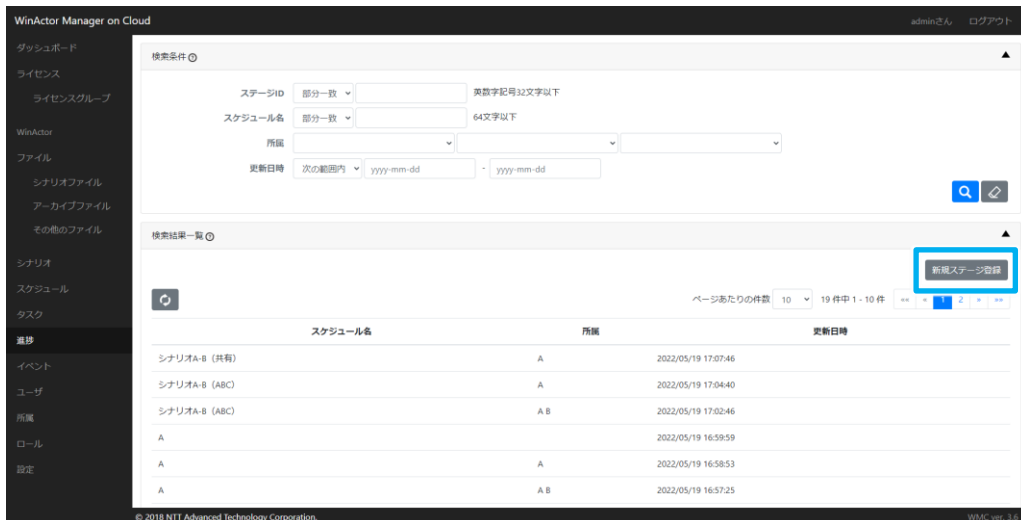 WinActor Manager on Cloud
adminさん ログアウト
ダッシュボード
ライセンス
ライセンスグループ
WinActor
ファイル
シナリオファイル
アーカイブファイル
その他のファイル
シナリオ
スケジュール
タスク
進捗
イベント
ユーザ
所属
ロール
設定
検索条件
ステージID 部分一致 英数字記号32文字以下
スケジュール名 部分一致 64文字以下
所属
更新日時 次の範囲内 yyyy-mm-dd - yyyy-mm-dd
検索結果一覧
新規ステージ登録
ページあたりの件数 10 19 件中 1 - 10 件 «« « 1 2 » »»
スケジュール名 所属 更新日時
シナリオA-B（共有） A 2022/05/19 17:07:46
シナリオA-B（ABC） A 2022/05/19 17:04:40
シナリオA-B（ABC） A B 2022/05/19 17:02:46
A 2022/05/19 16:59:59
A A 2022/05/19 16:58:53
A A B 2022/05/19 16:57:25
© 2018 NTT Advanced Technology Corporation. WMC ver. 3.6